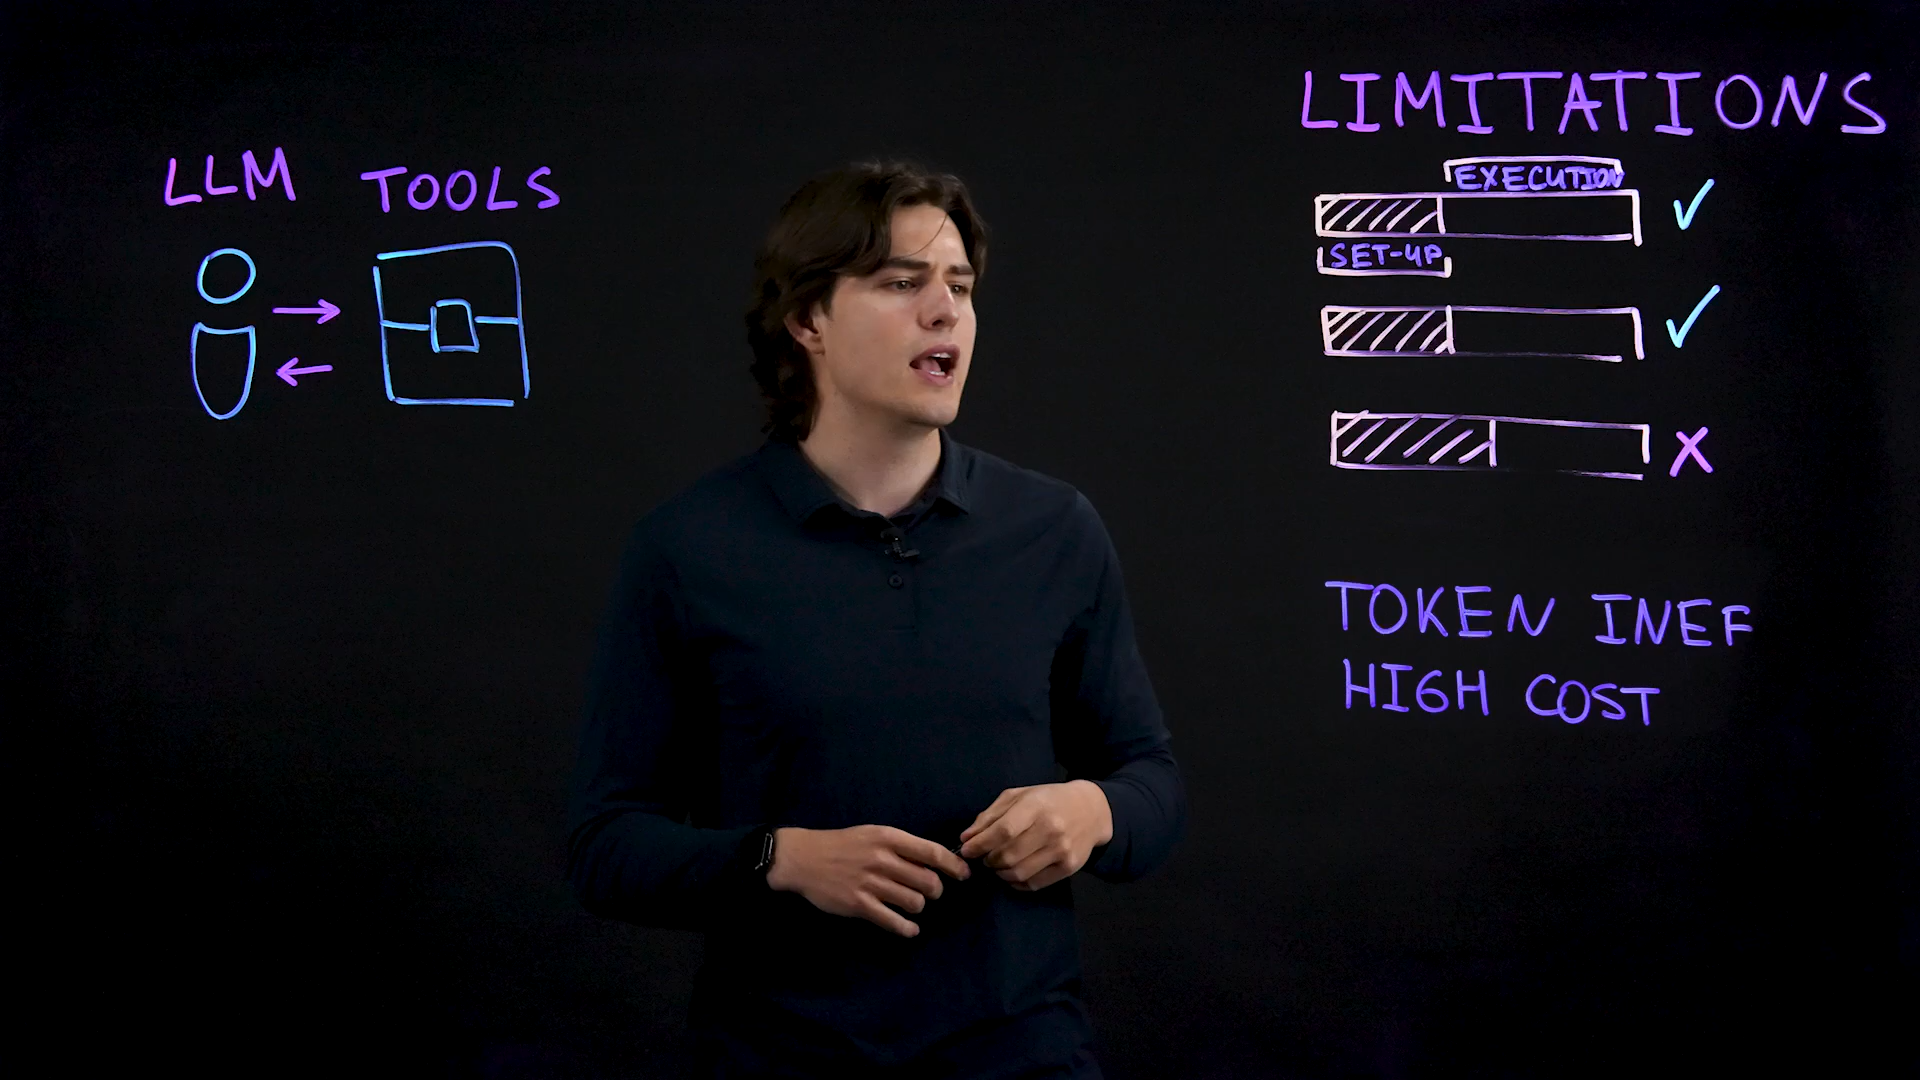 LLM TOOLS
LIMITATIONS
EXECUTION
SET-UP
TOKEN INEF
HIGH COST